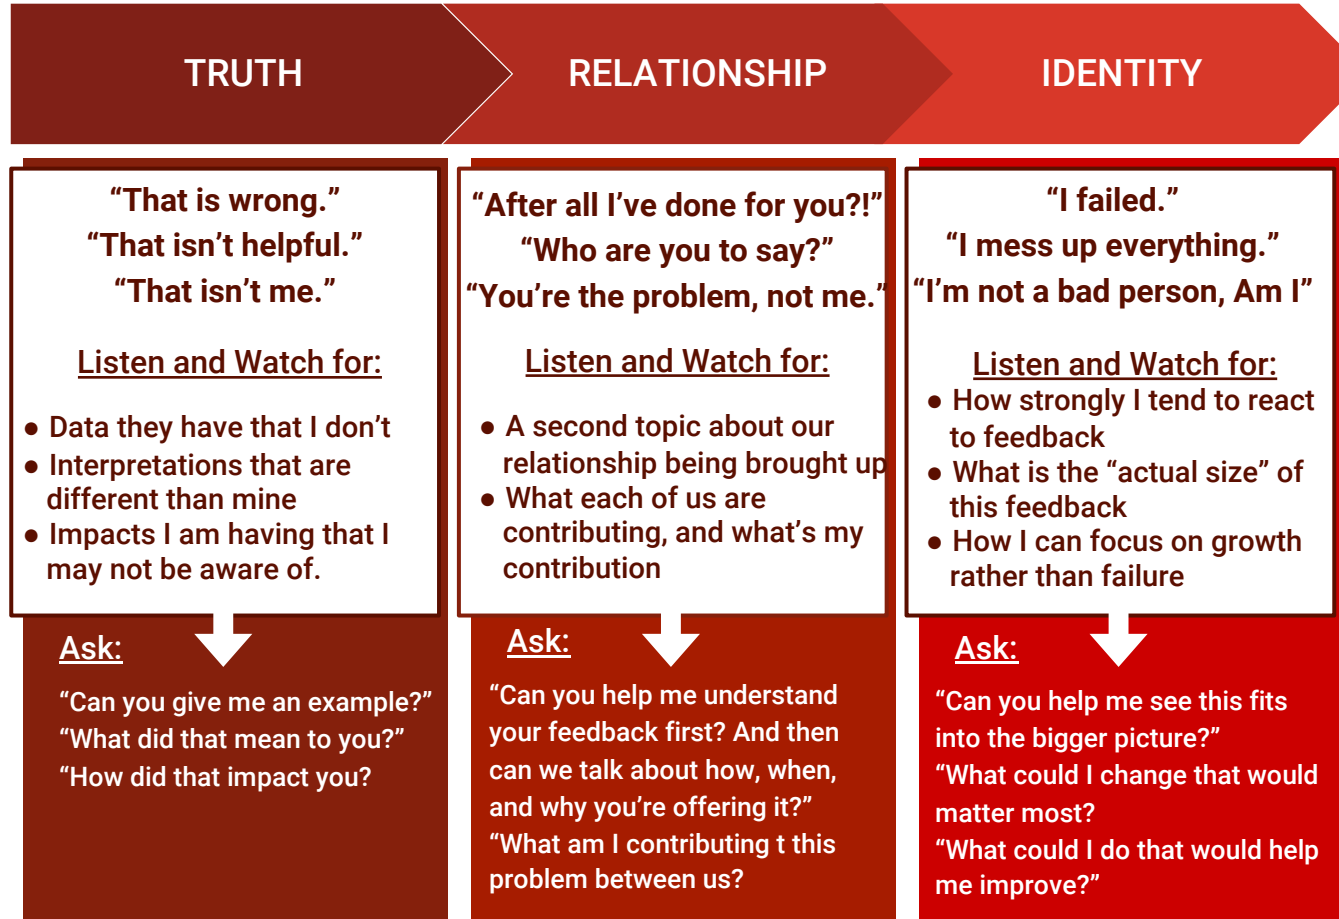 TRUTH
RELATIONSHIP
IDENTITY
“That is wrong.”
“That isn’t helpful.”
“That isn’t me.”
Listen and Watch for:
● Data they have that I don’t
● Interpretations that are
different than mine
● Impacts I am having that I
may not be aware of.
Ask:
“Can you give me an example?”
“What did that mean to you?”
“How did that impact you?
“After all I’ve done for you?!”
“Who are you to say?”
“You’re the problem, not me.”
Listen and Watch for:
● A second topic about our
relationship being brought up
● What each of us are
contributing, and what’s my
contribution
Ask:
“Can you help me understand
your feedback first? And then
can we talk about how, when,
and why you’re offering it?”
“What am I contributing t this
problem between us?
“I failed.”
“I mess up everything.”
“I’m not a bad person, Am I”
Listen and Watch for:
● How strongly I tend to react
to feedback
● What is the “actual size” of
this feedback
● How I can focus on growth
rather than failure
Ask:
“Can you help me see this fits
into the bigger picture?”
“What could I change that would
matter most?
“What could I do that would help
me improve?”